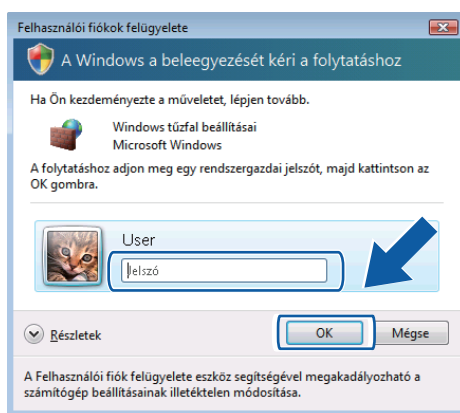 Felhasználói fiókok felügyelete
A Windows a beleegyezését kéri a folytatáshoz
Ha Ön kezdeményezte a műveletet, lépjen tovább.
Windows tűzfal beállításai
Microsoft Windows
A folytatáshoz adjon meg egy rendszergazdai jelszót, majd kattintson az
OK gombra.
User
Jelszó
Részletek
OK
Mégse
A Felhasználói fiók felügyelete eszköz segítségével megakadályozható a
számítógép beállításainak illetéktelen módosítása.